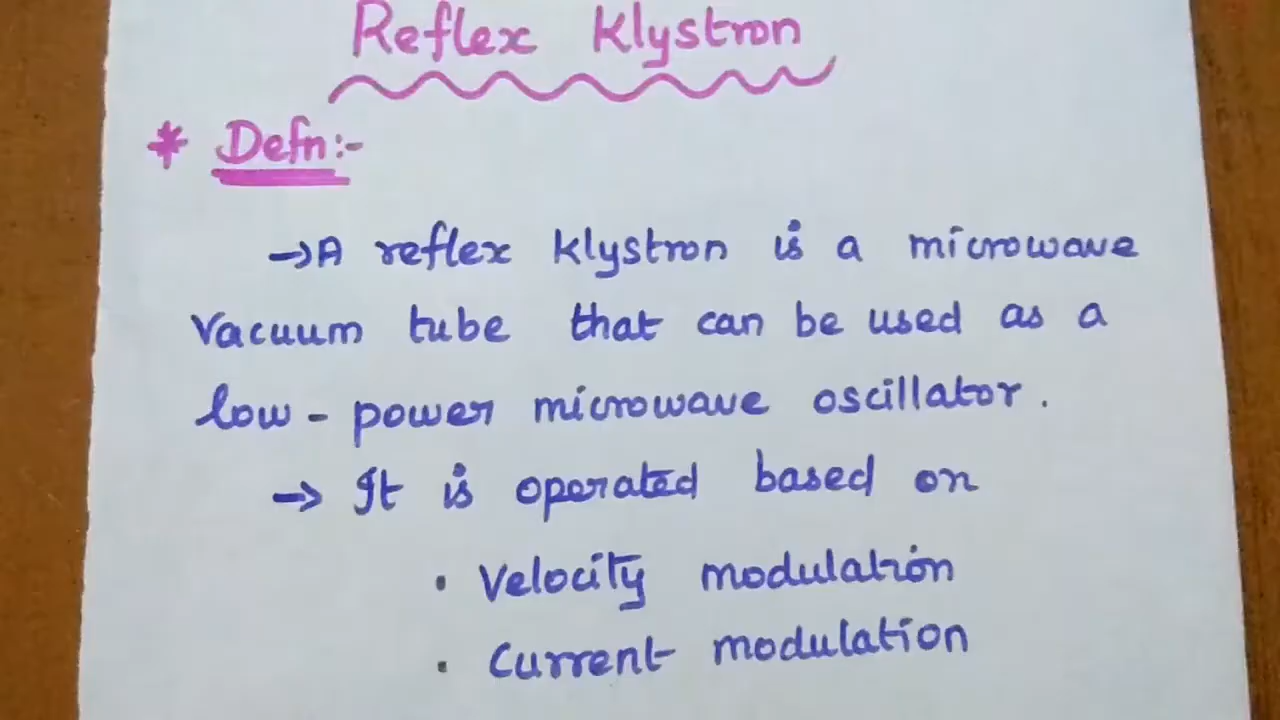 Reflex Klystron
* Defn:-
→A reflex klystron is a microwave
vacuum tube that can be used as a
low-power microwave oscillator.
→ It is operated based on
• Velocity modulation
• Current modulation